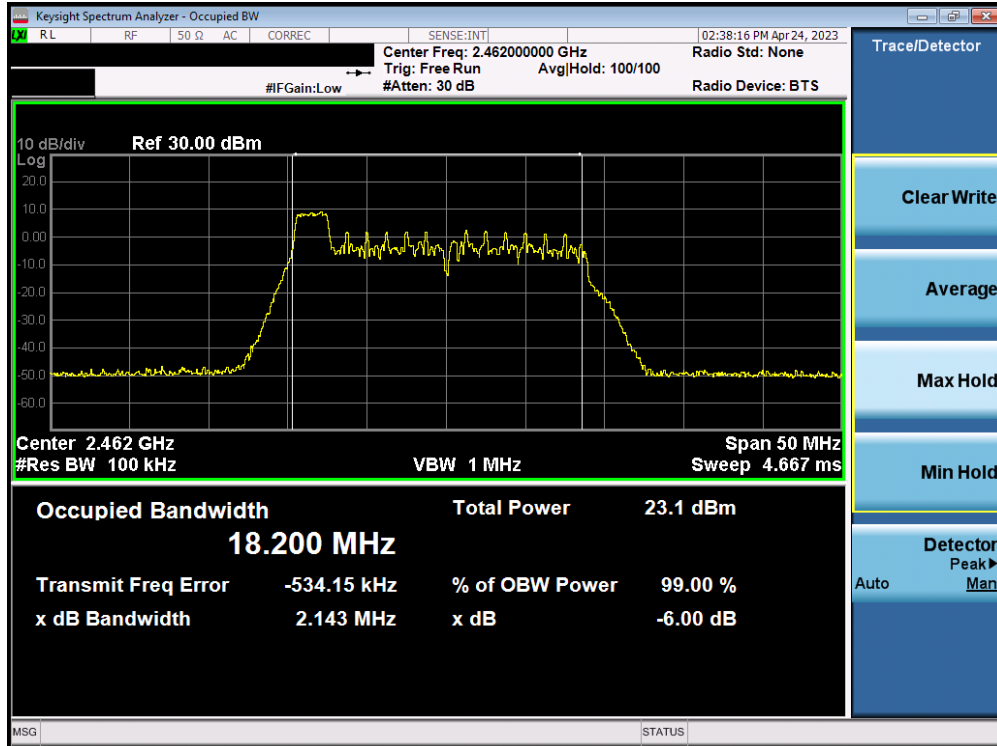 Keysight Spectrum Analyzer - Occupied BW
LXI RL RF 50 Ω AC CORREC SENSE:INT 02:38:16 PM Apr 24, 2023
Center Freq: 2.462000000 GHz Radio Std: None
Trig: Free Run Avg|Hold: 100/100
#IFGain:Low #Atten: 30 dB Radio Device: BTS
10 dB/div Ref 30.00 dBm
Log
20.0
10.0
0.00
-10.0
-20.0
-30.0
-40.0
-50.0
-60.0
Center 2.462 GHz Span 50 MHz
#Res BW 100 kHz VBW 1 MHz Sweep 4.667 ms
Occupied Bandwidth Total Power 23.1 dBm
18.200 MHz
Transmit Freq Error -534.15 kHz % of OBW Power 99.00 %
x dB Bandwidth 2.143 MHz x dB -6.00 dB
MSG STATUS
Trace/Detector
Clear Write
Average
Max Hold
Min Hold
Detector
Peak▶
Auto Man